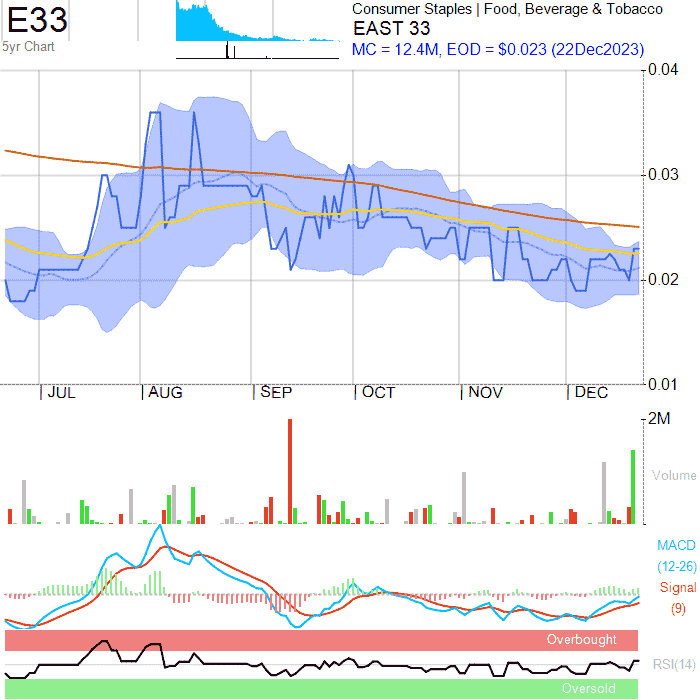 E33
5yr Chart
Consumer Staples | Food, Beverage & Tobacco
EAST 33
MC = 12.4M, EOD = $0.023 (22Dec2023)
0.04
0.03
0.02
0.01
JUL AUG SEP OCT NOV DEC
2M
Volume
MACD
(12-26)
Signal
(9)
Overbought
RSI(14)
Oversold